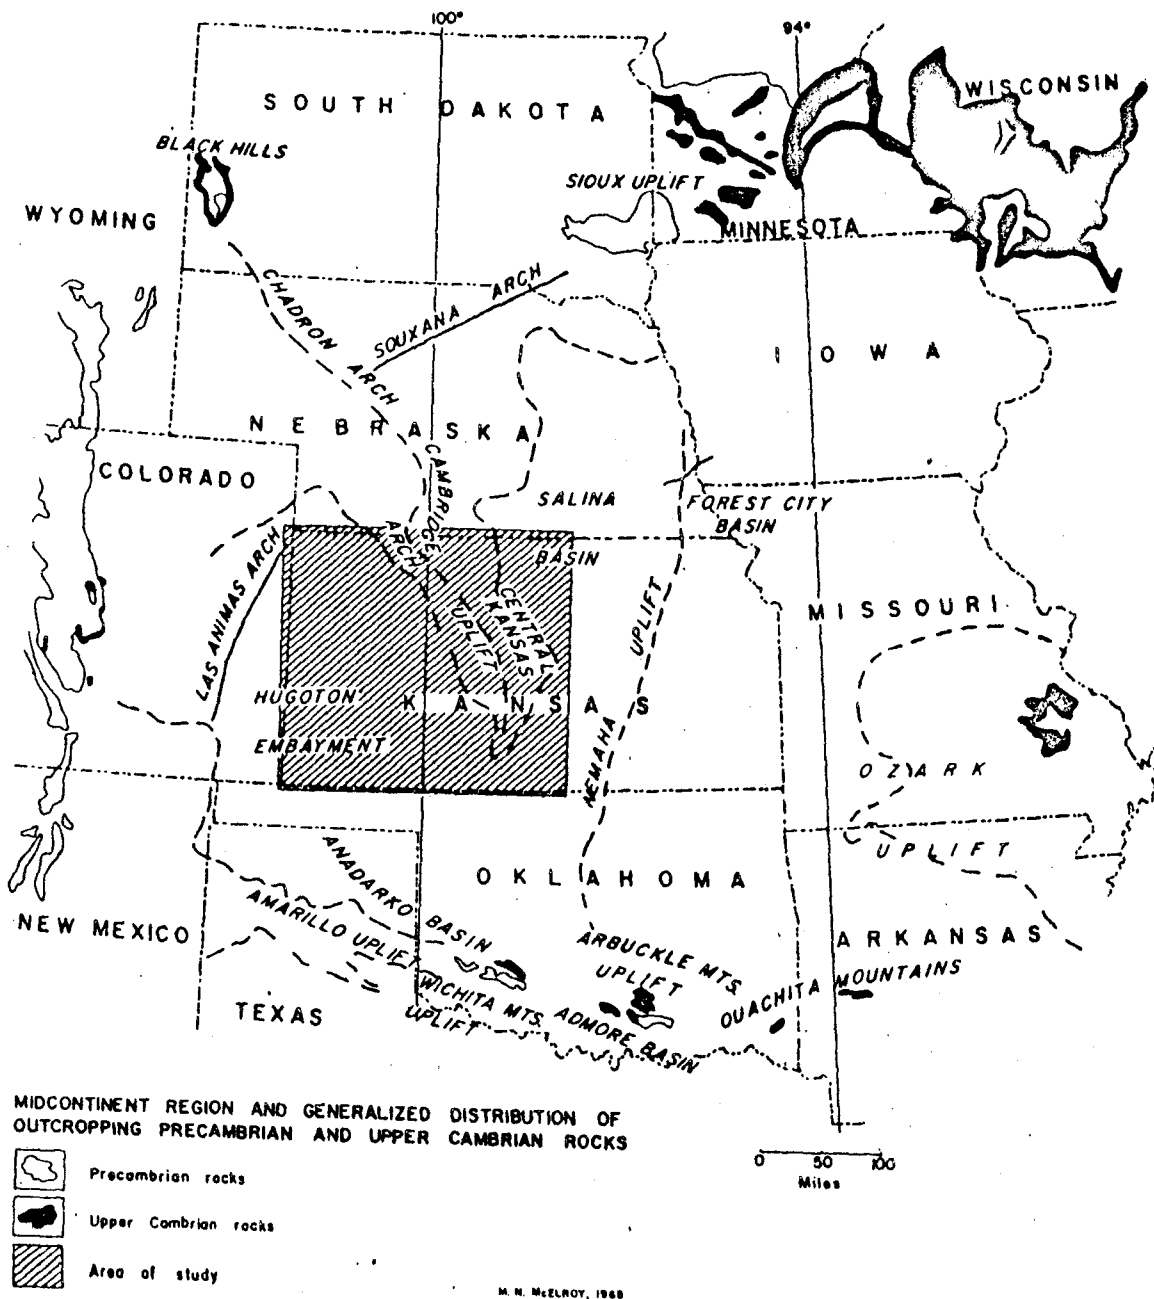 100°
94°
SOUTH DAKOTA
WISCONSIN
BLACK HILLS
SIOUX UPLIFT
WYOMING
MINNESOTA
CHADRON ARCH
SOUXANA ARCH
IOWA
NEBRASKA
COLORADO
CAMBRIDGE
ARCH
SALINA
BASIN
FOREST CITY
BASIN
LAS ANIMAS ARCH
CENTRAL
KANSAS
UPLIFT
NEMAHA UPLIFT
MISSOURI
HUGOTON
EMBAYMENT
KANSAS
OZARK
UPLIFT
ANADARKO BASIN
OKLAHOMA
AMARILLO UPLIFT
NEW MEXICO
ARBUCKLE MTS.
UPLIFT
ARKANSAS
OUACHITA MOUNTAINS
WICHITA MTS.
UPLIFT
ADMORE BASIN
TEXAS
MIDCONTINENT REGION AND GENERALIZED DISTRIBUTION OF
OUTCROPPING PRECAMBRIAN AND UPPER CAMBRIAN ROCKS
Precambrian rocks
Upper Cambrian rocks
Area of study
0 50 100
Miles
M. N. McELROY, 1968